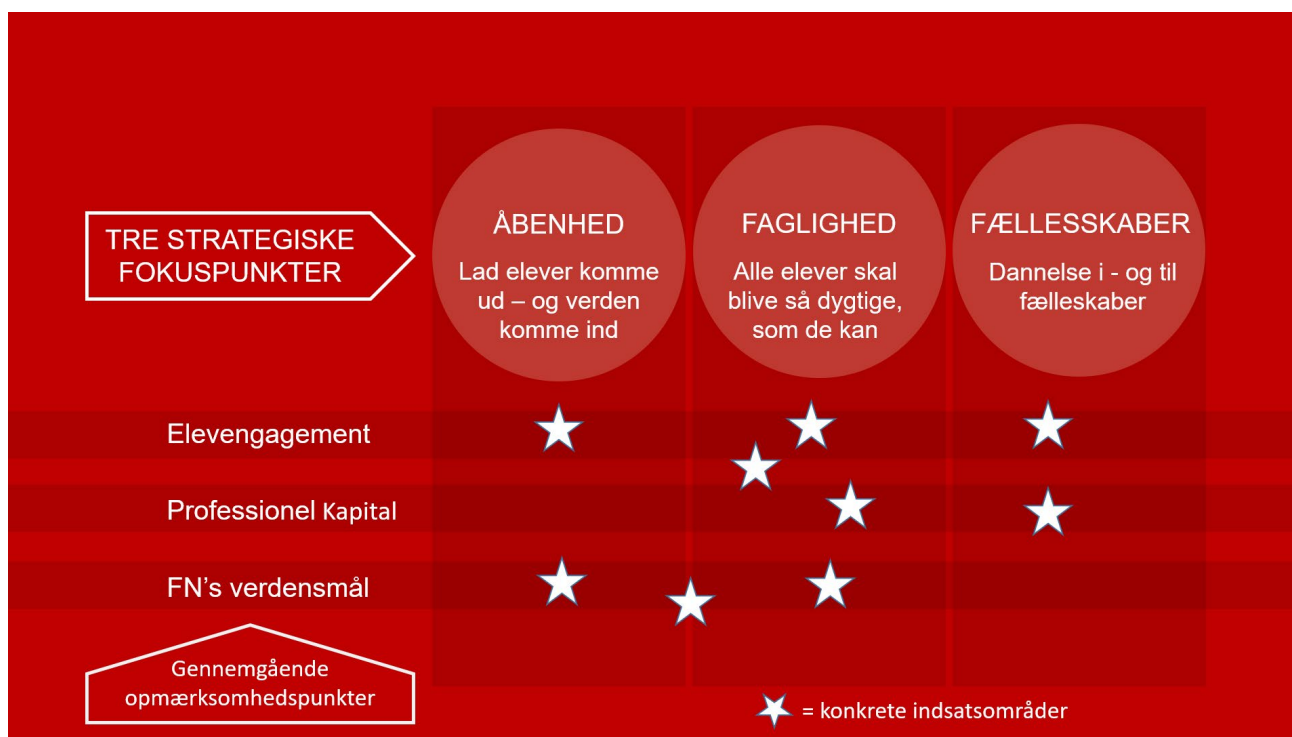 TRE STRATEGISKE
FOKUSPUNKTER
ÅBENHED
Lad elever komme
ud – og verden
komme ind
FAGLIGHED
Alle elever skal
blive så dygtige,
som de kan
FÆLLESSKABER
Dannelse i - og til
fælleskaber
Elevengagement
Professionel Kapital
FN's verdensmål
Gennemgående
opmærksomhedspunkter
= konkrete indsatsområder